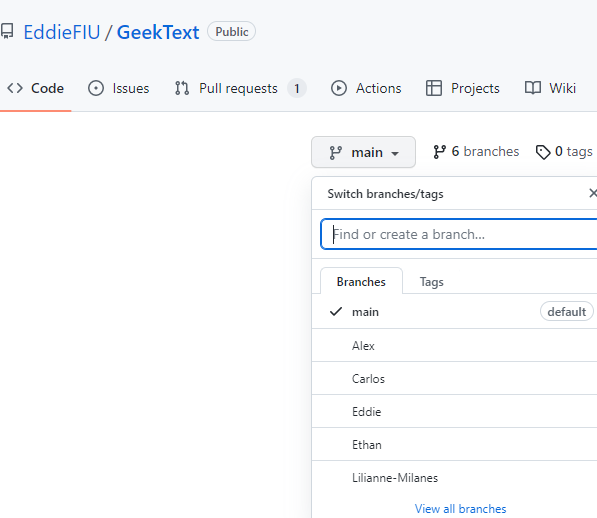 EddieFIU / GeekText Public
Code Issues Pull requests 1 Actions Projects Wiki
main 6 branches 0 tags
Switch branches/tags
Find or create a branch...
Branches Tags
main default
Alex
Carlos
Eddie
Ethan
Lilianne-Milanes
View all branches